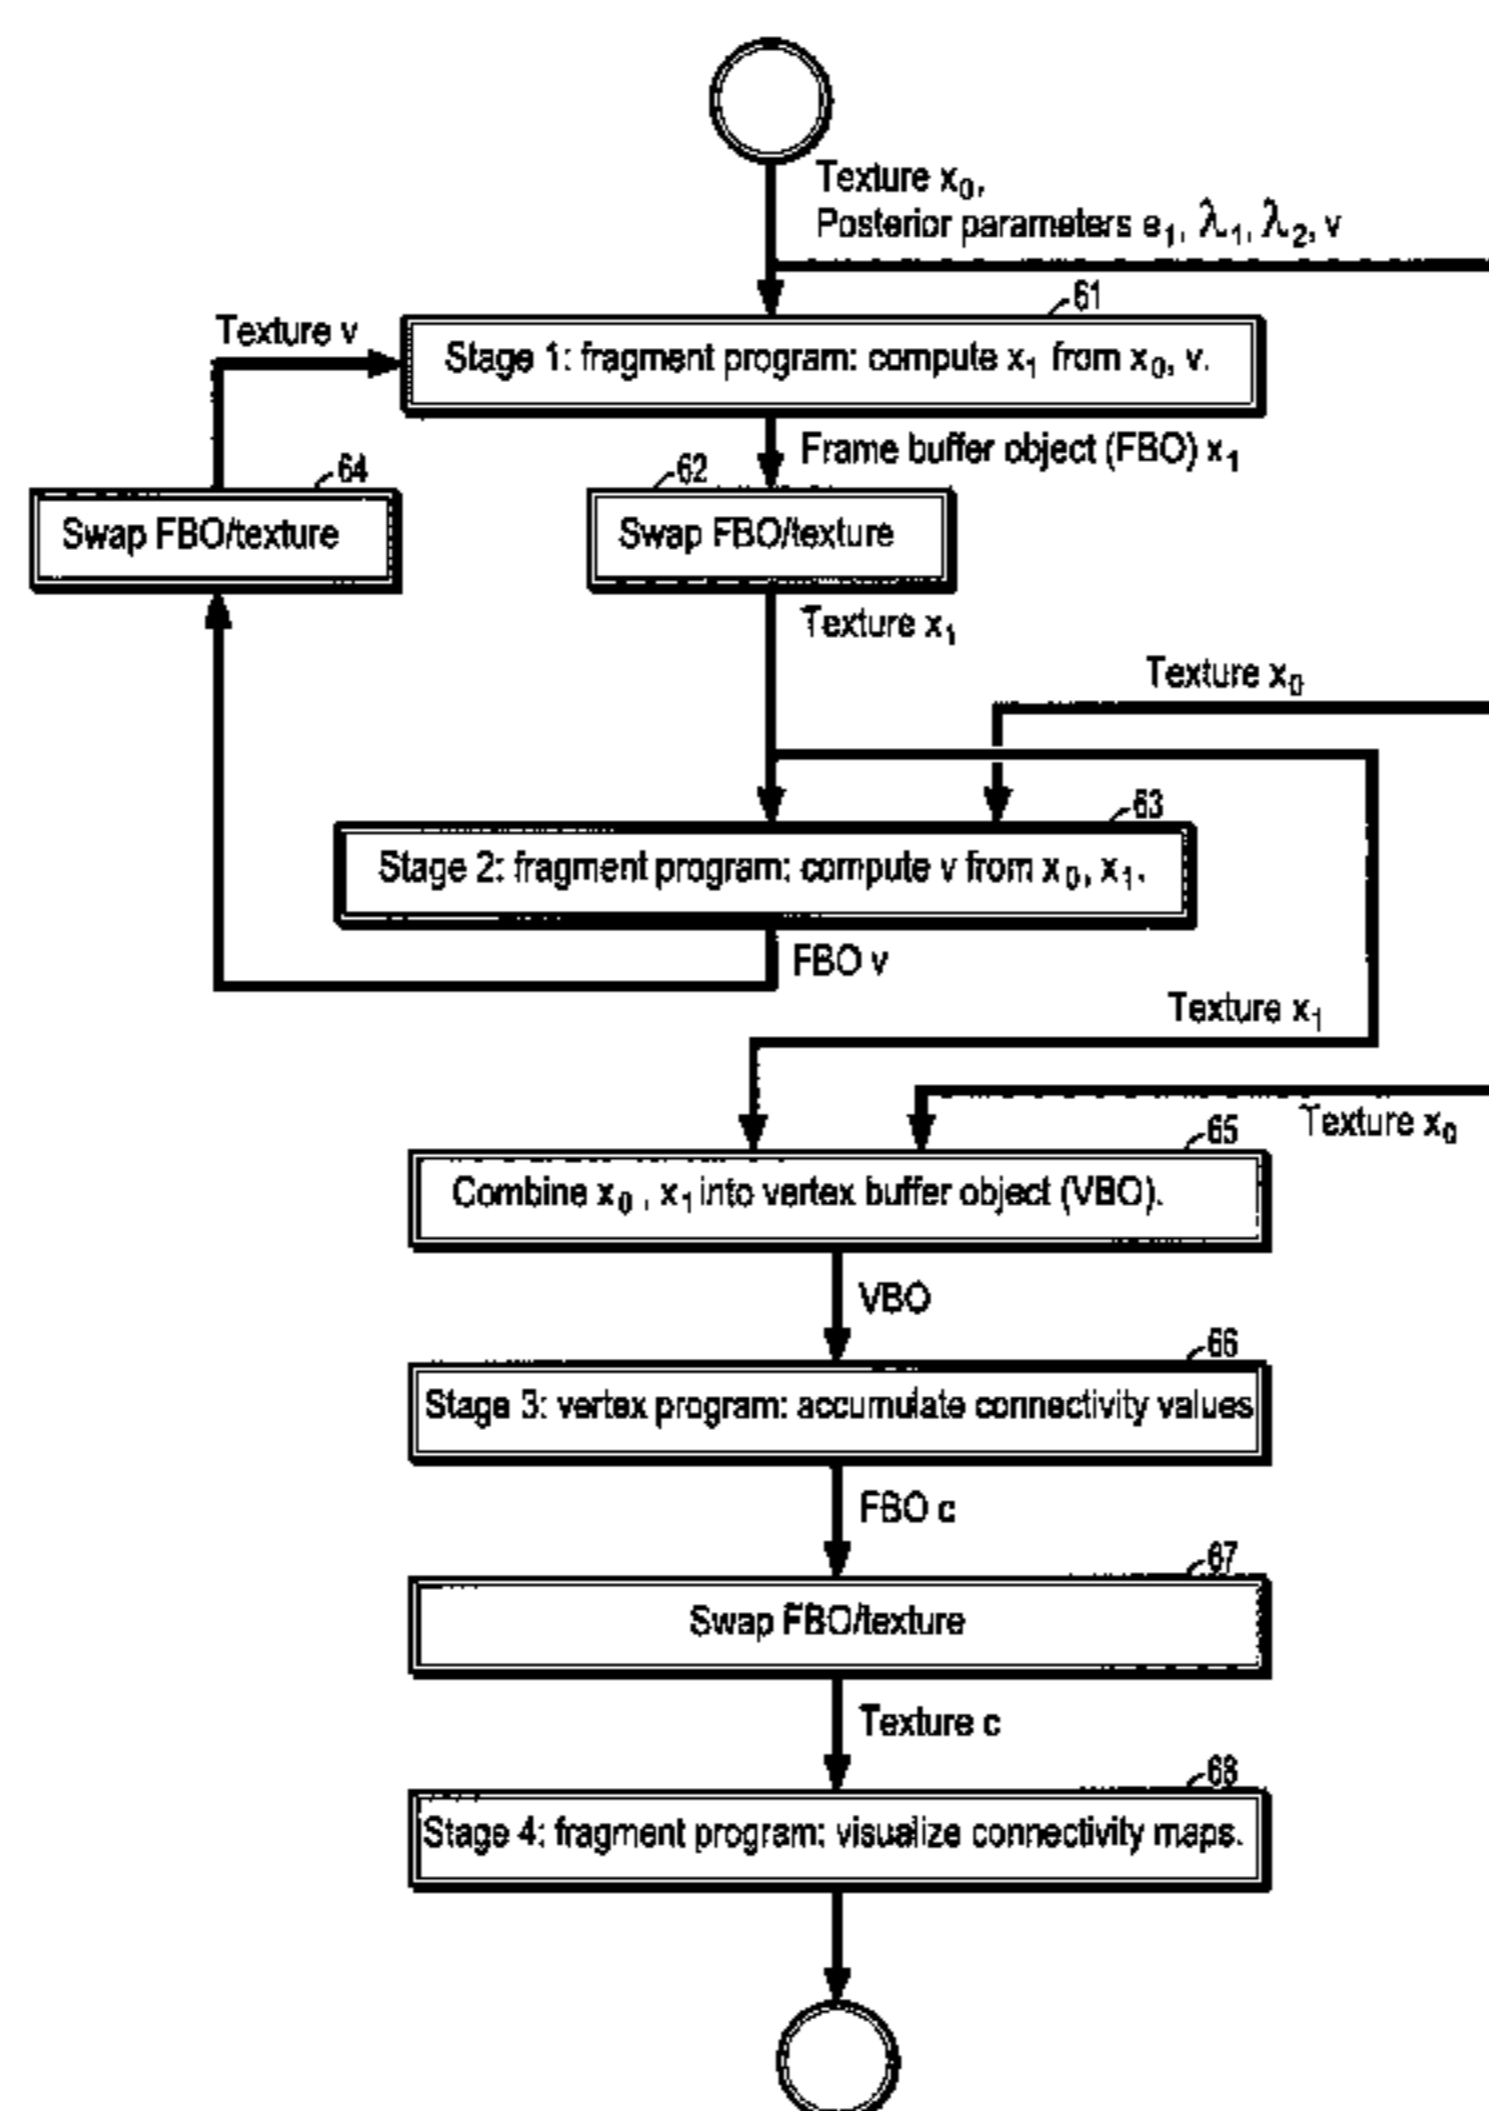 Texture x₀,
Posterior parameters e₁, λ₁, λ₂, v
61
Texture v
Stage 1: fragment program: compute x₁ from x₀, v.
Frame buffer object (FBO) x₁
64
62
Swap FBO/texture
Swap FBO/texture
Texture x₁
Texture x₀
63
Stage 2: fragment program: compute v from x₀, x₁.
FBO v
Texture x₁
Texture x₀
65
Combine x₀, x₁ into vertex buffer object (VBO).
VBO
66
Stage 3: vertex program: accumulate connectivity values
FBO c
67
Swap FBO/texture
Texture c
68
Stage 4: fragment program: visualize connectivity maps.